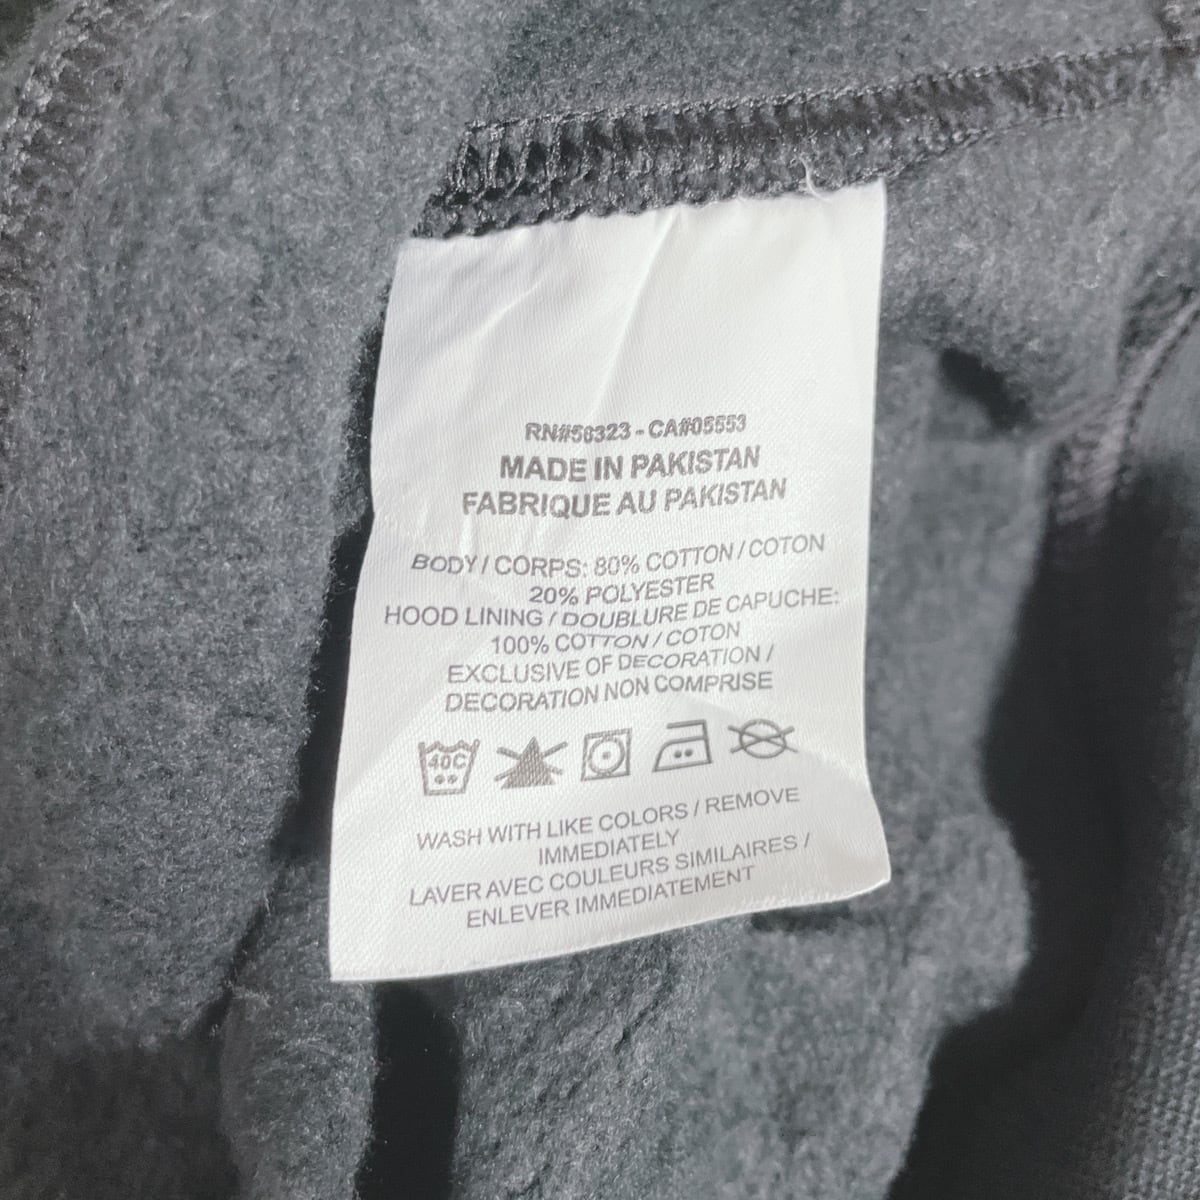 RN#56323 - CA#05553
MADE IN PAKISTAN
FABRIQUE AU PAKISTAN
BODY / CORPS: 80% COTTON / COTON
20% POLYESTER
HOOD LINING / DOUBLURE DE CAPUCHE:
100% COTTON / COTON
EXCLUSIVE OF DECORATION /
DECORATION NON COMPRISE
40C
WASH WITH LIKE COLORS / REMOVE
IMMEDIATELY
LAVER AVEC COULEURS SIMILAIRES /
ENLEVER IMMEDIATEMENT